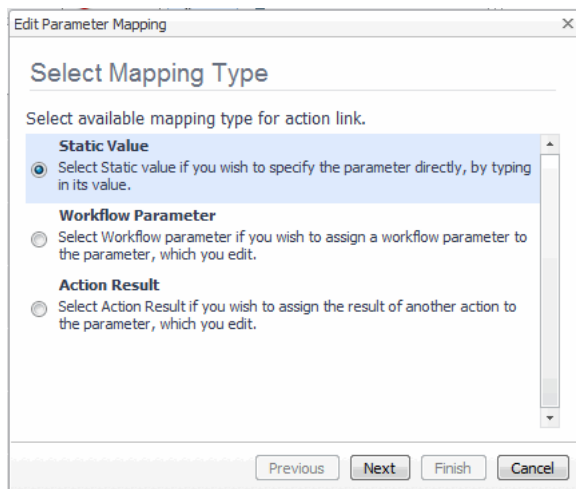 Edit Parameter Mapping
Select Mapping Type
Select available mapping type for action link.
Static Value
Select Static value if you wish to specify the parameter directly, by typing
in its value.
Workflow Parameter
Select Workflow parameter if you wish to assign a workflow parameter to
the parameter, which you edit.
Action Result
Select Action Result if you wish to assign the result of another action to
the parameter, which you edit.
Previous Next Finish Cancel